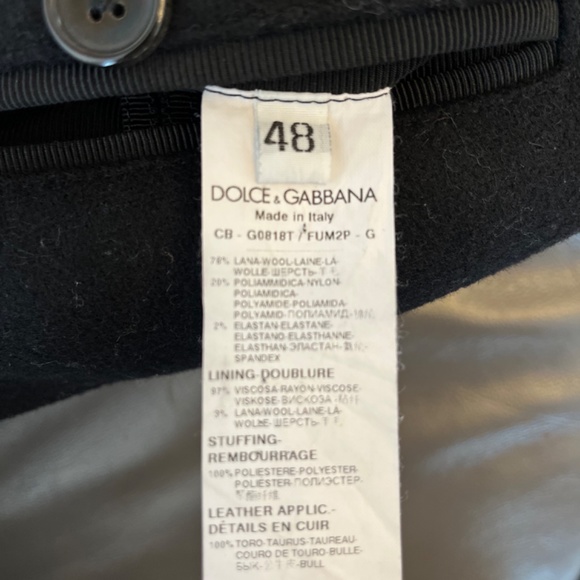 48
DOLCE & GABBANA
Made in Italy
CB - G0818T / FUM2P - G
78% LANA-WOOL-LAINE-LA-
WOLLE-ШЕРСТЬ-
20% POLIAMMIDICA-NYLON-
POLIAMIDICA-
POLYAMIDE-POLIAMIDA-
POLYAMID-ПОЛИАМИД-
2% ELASTAN-ELASTANE-
ELASTANO-ELASTHANNE-
ELASTHAN-ЭЛАСТАН-
SPANDEX
LINING-DOUBLURE
97% VISCOSA-RAYON-VISCOSE-
VISKOSE-ВИСКОЗА-
3% LANA-WOOL-LAINE-LA-
WOLLE-ШЕРСТЬ-
STUFFING-
REMBOURRAGE
100% POLIESTERE-POLYESTER-
POLIESTER-ПОЛИЭСТЕР-
LEATHER APPLIC.-
DÉTAILS EN CUIR
100% TORO-TAURUS-TAUREAU-
COURO DE TOURO-BULLE-
БЫК- -BULL